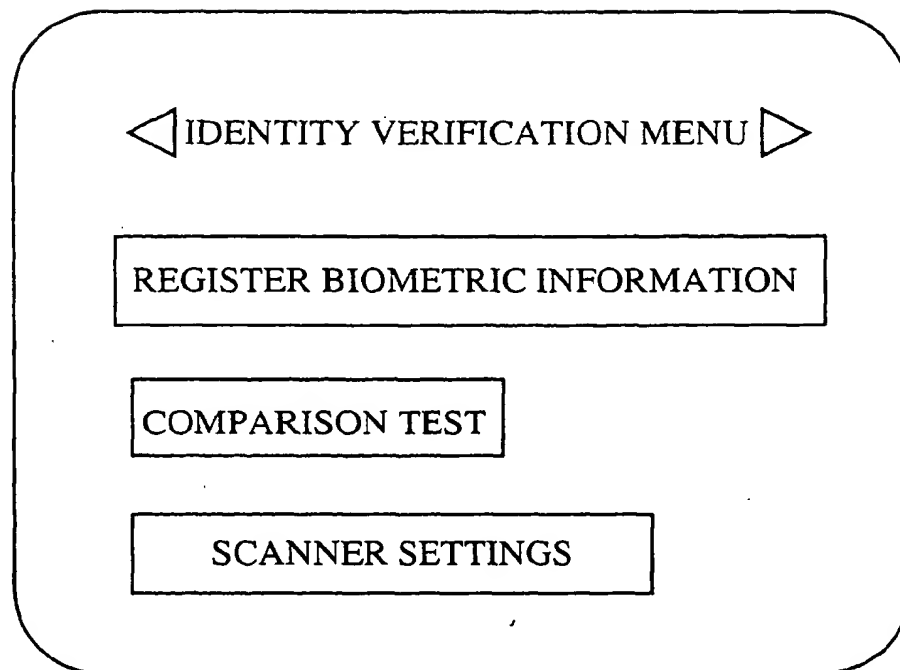 IDENTITY VERIFICATION MENU
REGISTER BIOMETRIC INFORMATION
COMPARISON TEST
SCANNER SETTINGS